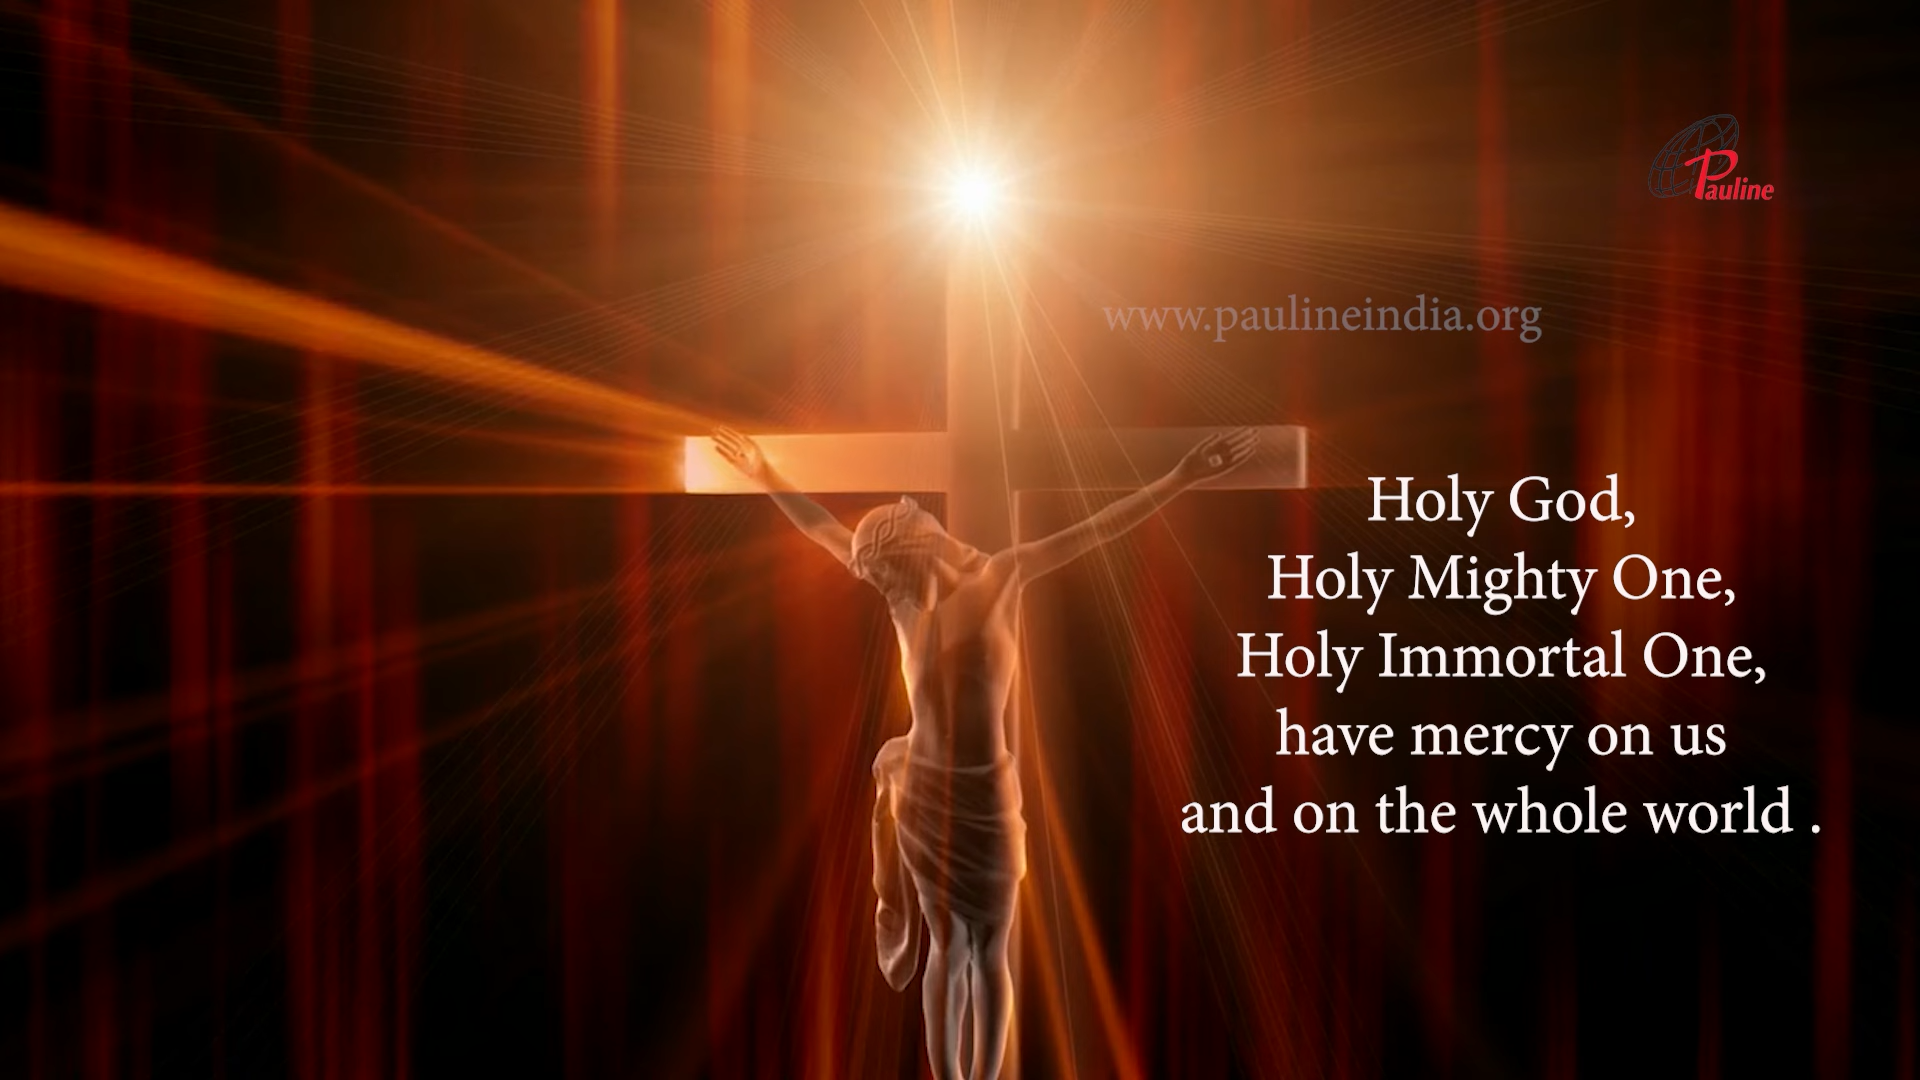 Pauline
www.paulineindia.org
Holy God,
Holy Mighty One,
Holy Immortal One,
have mercy on us
and on the whole world .